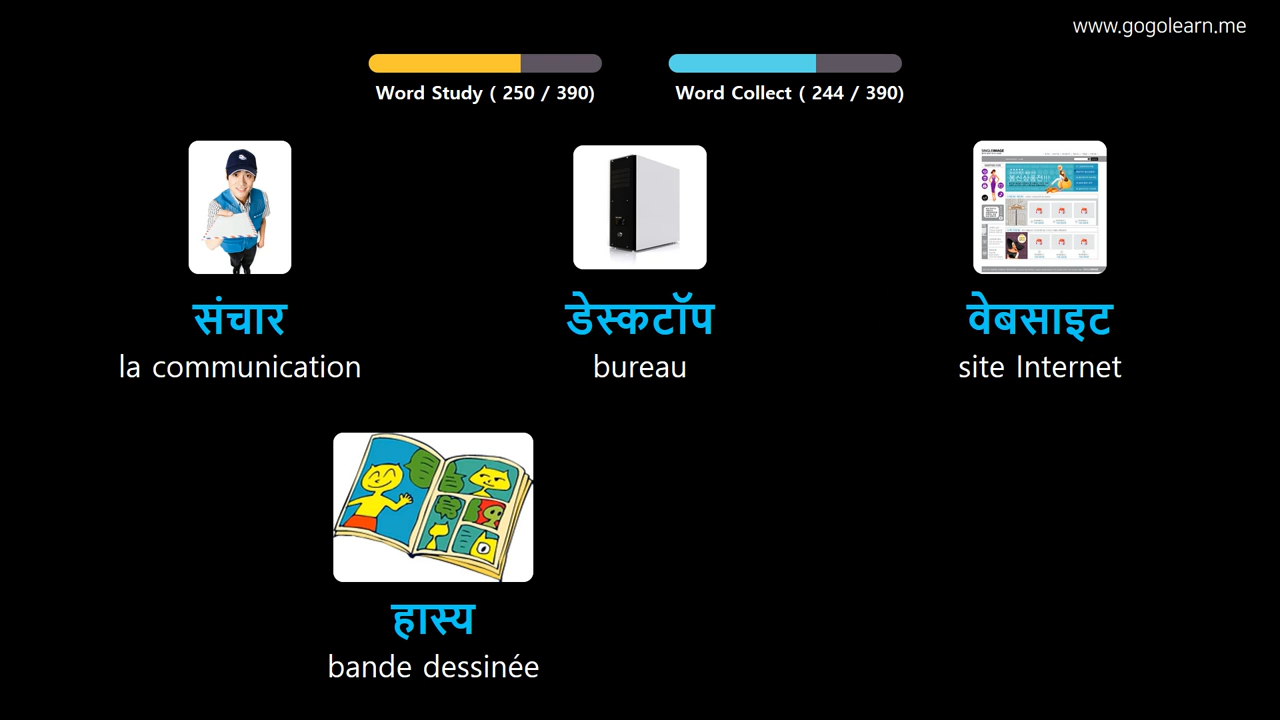 www.gogolearn.me
Word Study ( 250 / 390)
Word Collect ( 244 / 390)
संचार
la communication
डेस्कटॉप
bureau
वेबसाइट
site Internet
हास्य
bande dessinée